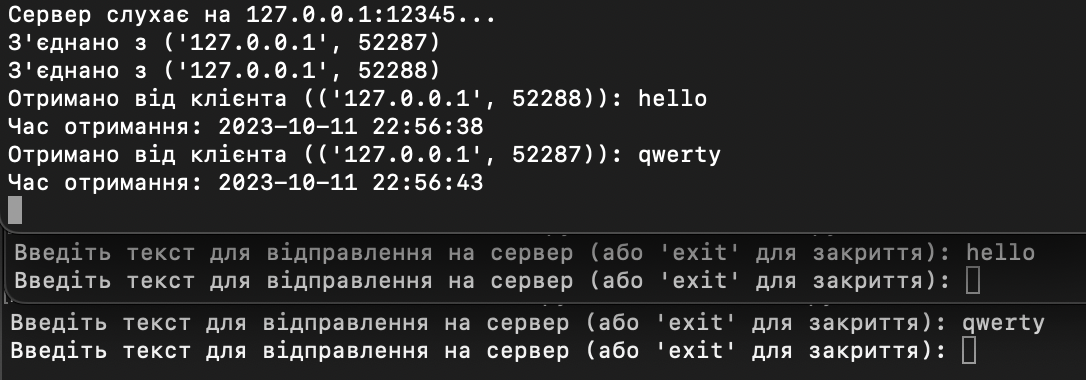 Сервер слухає на 127.0.0.1:12345...
З'єднано з ('127.0.0.1', 52287)
З'єднано з ('127.0.0.1', 52288)
Отримано від клієнта (('127.0.0.1', 52288)): hello
Час отримання: 2023-10-11 22:56:38
Отримано від клієнта (('127.0.0.1', 52287)): qwerty
Час отримання: 2023-10-11 22:56:43
Введіть текст для відправлення на сервер (або 'exit' для закриття): hello
Введіть текст для відправлення на сервер (або 'exit' для закриття):
Введіть текст для відправлення на сервер (або 'exit' для закриття): qwerty
Введіть текст для відправлення на сервер (або 'exit' для закриття):